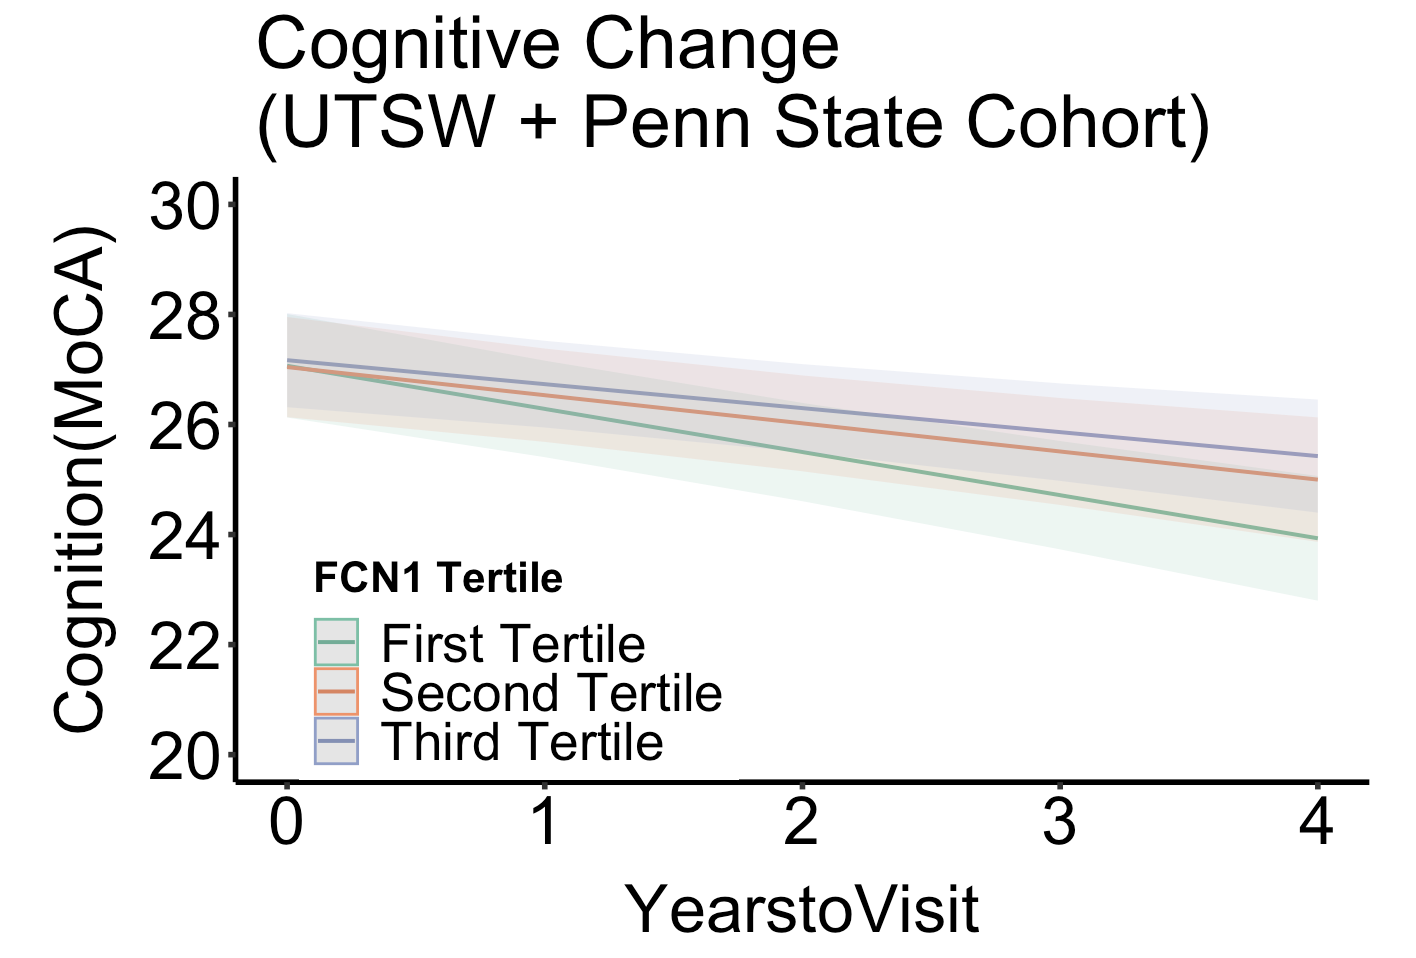 Cognitive Change
(UTSW + Penn State Cohort)
Cognition(MoCA)
30
28
26
24
22
20
FCN1 Tertile
First Tertile
Second Tertile
Third Tertile
0 1 2 3 4
YearstoVisit